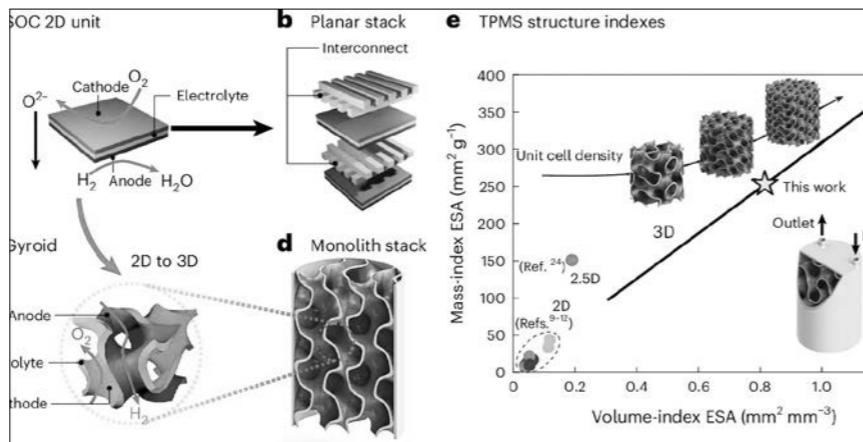 SOC 2D unit
O2−
Cathode
O2
Electrolyte
Anode
H2
H2O
b Planar stack
Interconnect
Gyroid
2D to 3D
Anode
O2
H2
d Monolith stack
e TPMS structure indexes
Mass-index ESA (mm2 g−1)
400
350
300
250
200
150
100
50
0
Unit cell density
This work
3D
(Ref. 24)
2.5D
2D
(Refs. 9–12)
Outlet
0
0.2
0.4
0.6
0.8
1.0
Volume-index ESA (mm2 mm−3)